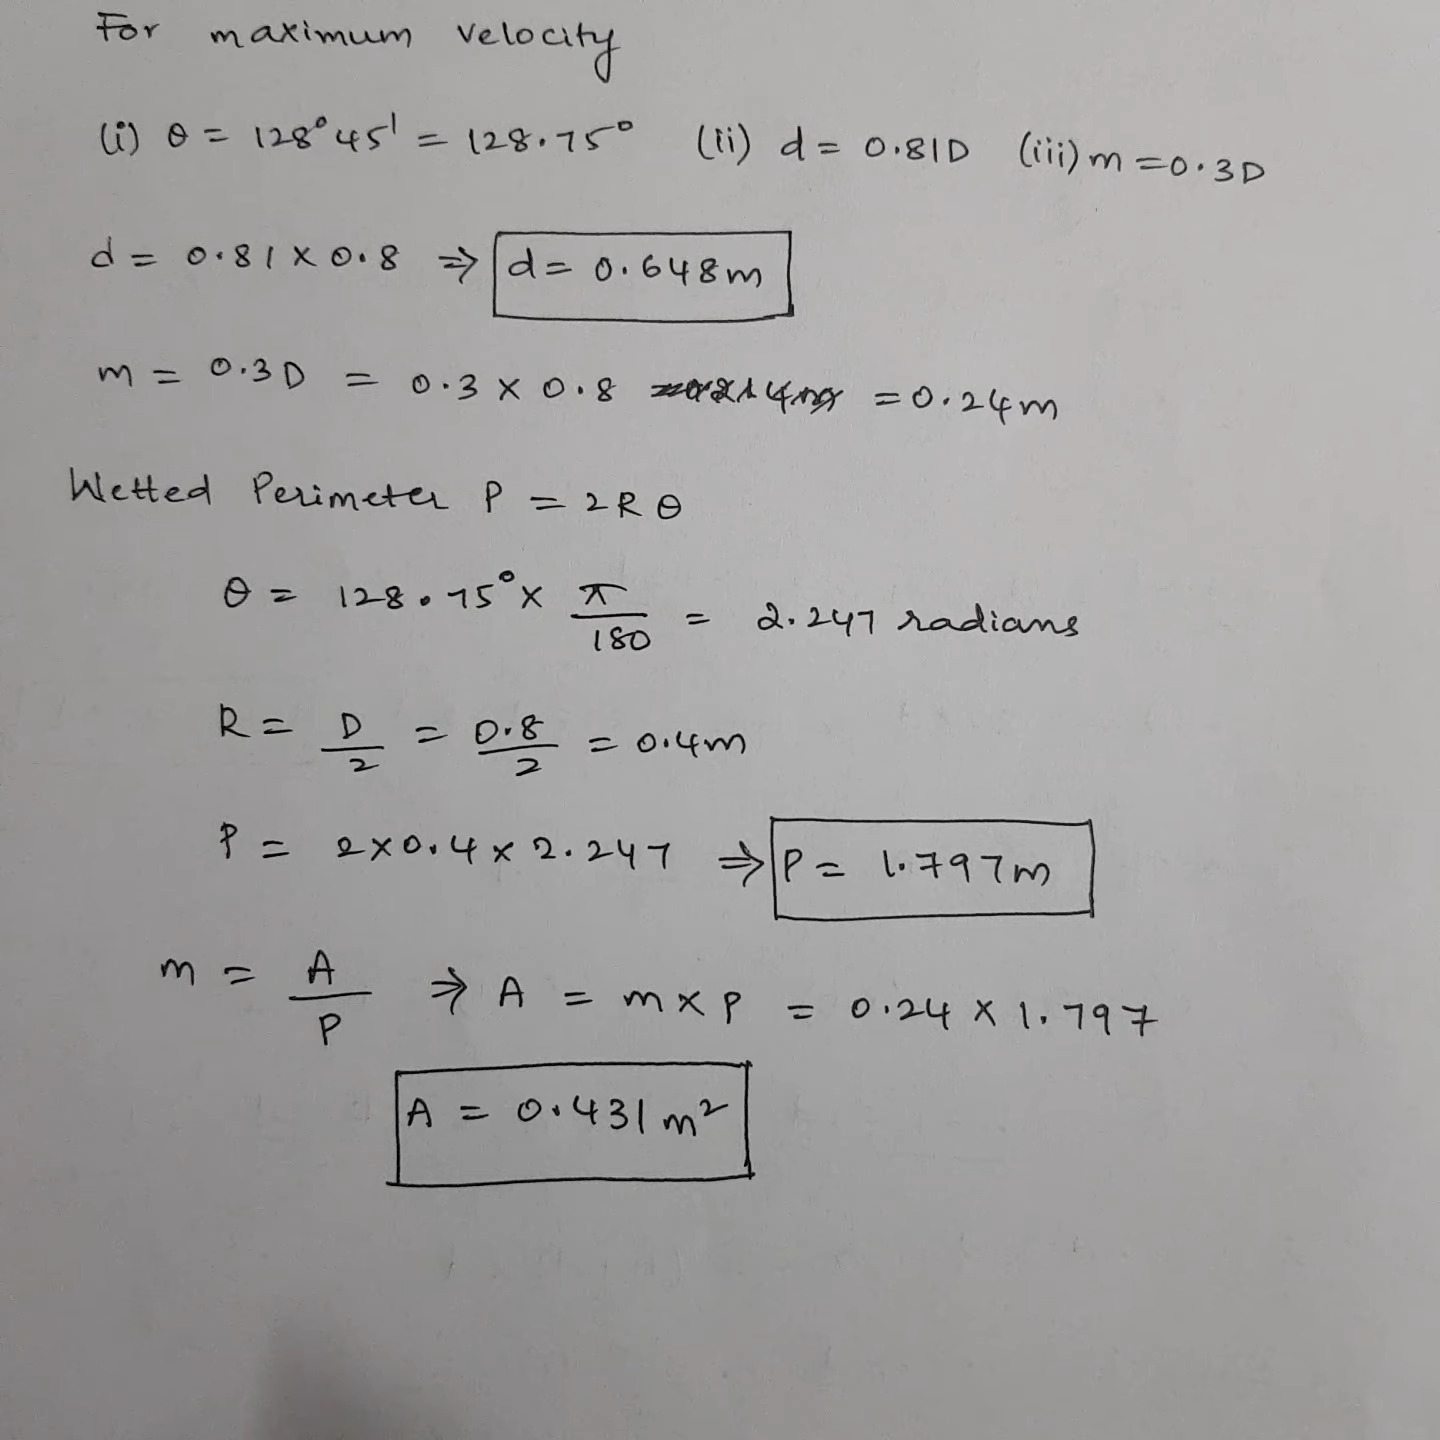 For maximum velocity
(i) θ = 128°45' = 128.75° (ii) d = 0.81D (iii) m = 0.3D
d = 0.81 × 0.8 ⇒ d = 0.648m
m = 0.3D = 0.3 × 0.8 = 0.24m
Wetted Perimeter P = 2Rθ
θ = 128.75° × π/180 = 2.247 radians
R = D/2 = 0.8/2 = 0.4m
P = 2×0.4×2.247 ⇒ P = 1.797m
m = A/P ⇒ A = m×P = 0.24 × 1.797
A = 0.431 m²